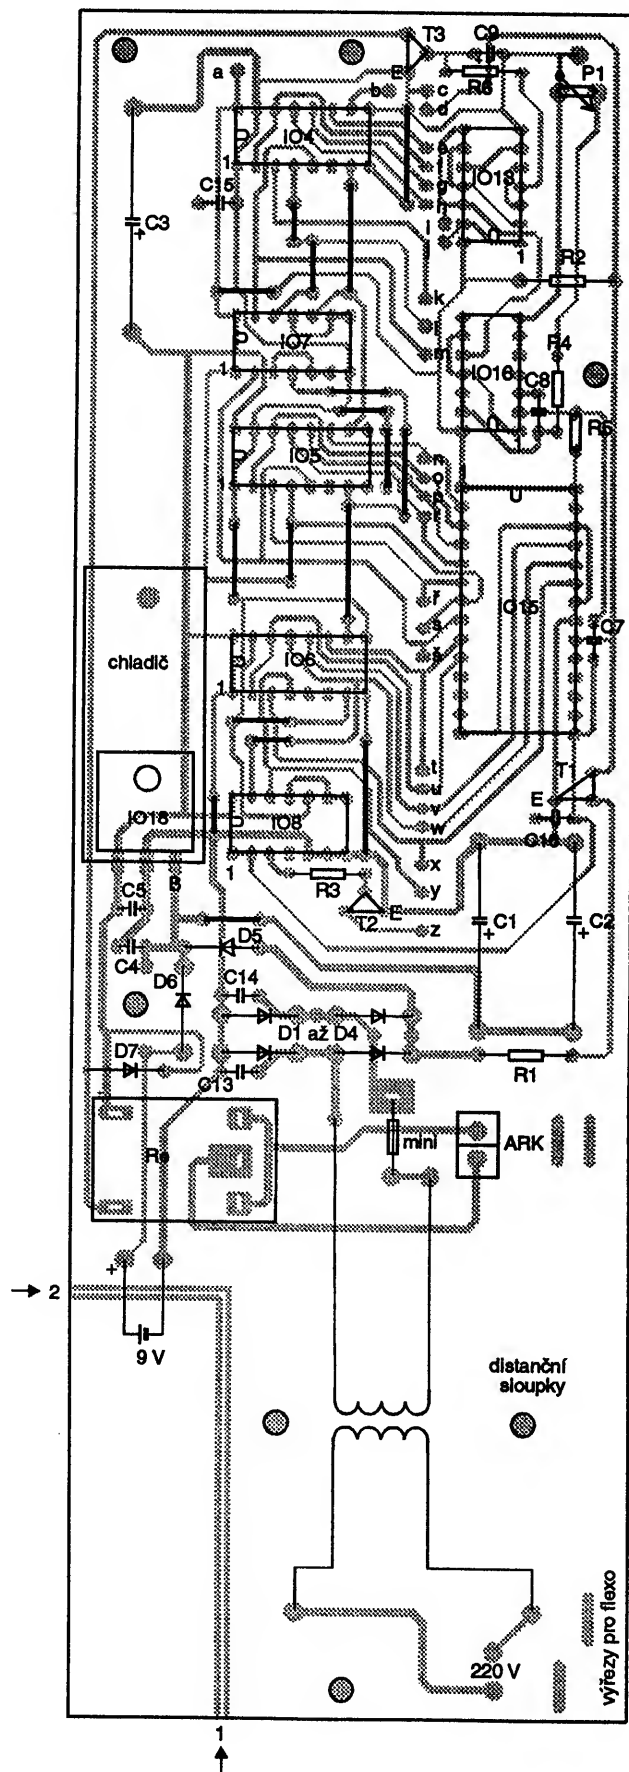 T3
C9
E
R6
P1
a
b
c
d
IO4
1
e
f
g
h
IO13
C15
C3
+
i
j
1
R2
k
l
m
IO7
1
R4
IO16
C8
R5
IO5
1
n
o
p
U
ř
s
š
IO15
C7
chladič
IO6
1
t
u
v
w
T1
E
IO18
IO8
1
C16
B
R3
x
y
z
C5
T2
E
C1
+
C2
+
C4
D5
D6
C14
D1 až D4
D7
C13
R1
Re
mini
ARK
+
2
9 V
distanční
sloupky
220 V
výřezy pro flexo
1